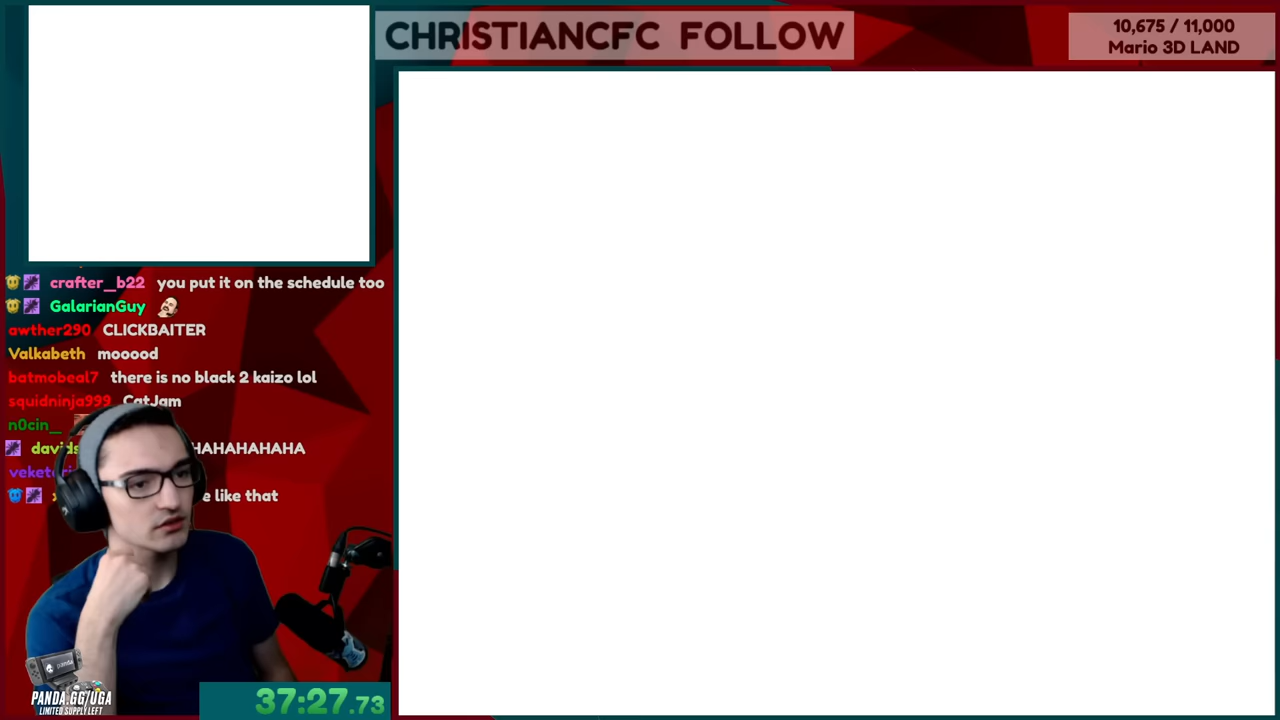 CHRISTIANCFC FOLLOW
10,675 / 11,000
Mario 3D LAND
crafter_b22 you put it on the schedule too
GalarianGuy
awther290 CLICKBAITER
Valkabeth mooood
batmobeal7 there is no black 2 kaizo lol
squidninja999 CatJam
n0cin_
HAHAHAHAHA
like that
PANDA.GG/UGA
LIMITED SUPPLY LEFT
37:27.73